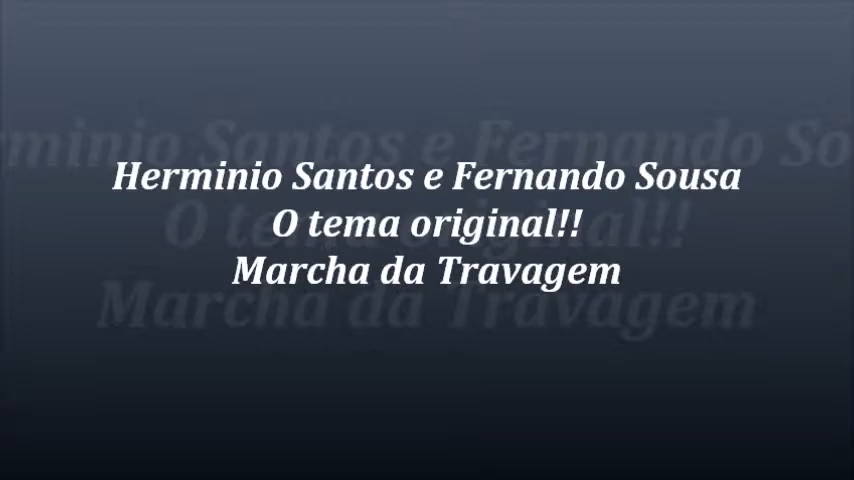 Herminio Santos e Fernando Sousa
O tema original!!
Marcha da Travagem